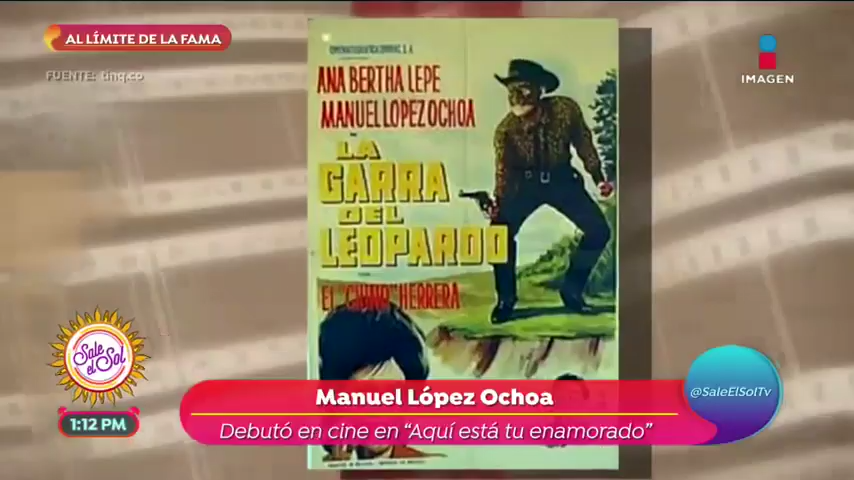 AL LÍMITE DE LA FAMA
FUENTE: tinq.co
IMAGEN
ANA BERTHA LEPE
MANUEL LOPEZ OCHOA
LA
GARRA
DEL
LEOPARDO
EL "CHINO" HERRERA
Sale
el
Sol
1:12 PM
Manuel López Ochoa
Debutó en cine en "Aquí está tu enamorado"
@SaleElSolTv